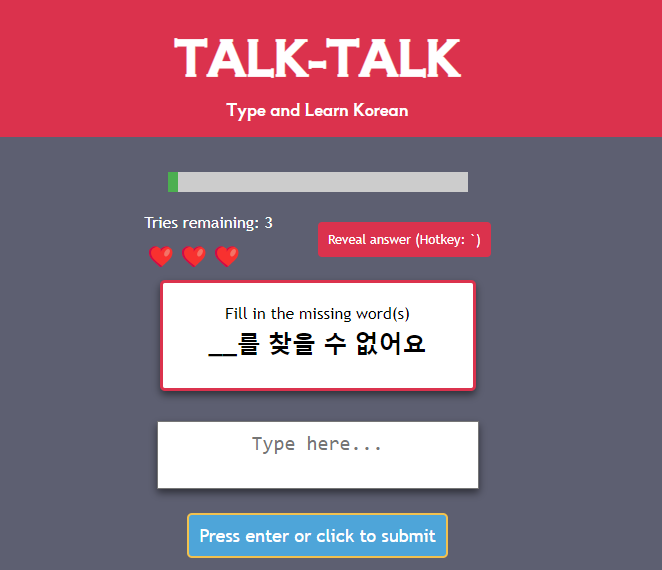 TALK-TALK
Type and Learn Korean
Tries remaining: 3
Reveal answer (Hotkey: `)
Fill in the missing word(s)
__를 찾을 수 없어요
Type here...
Press enter or click to submit